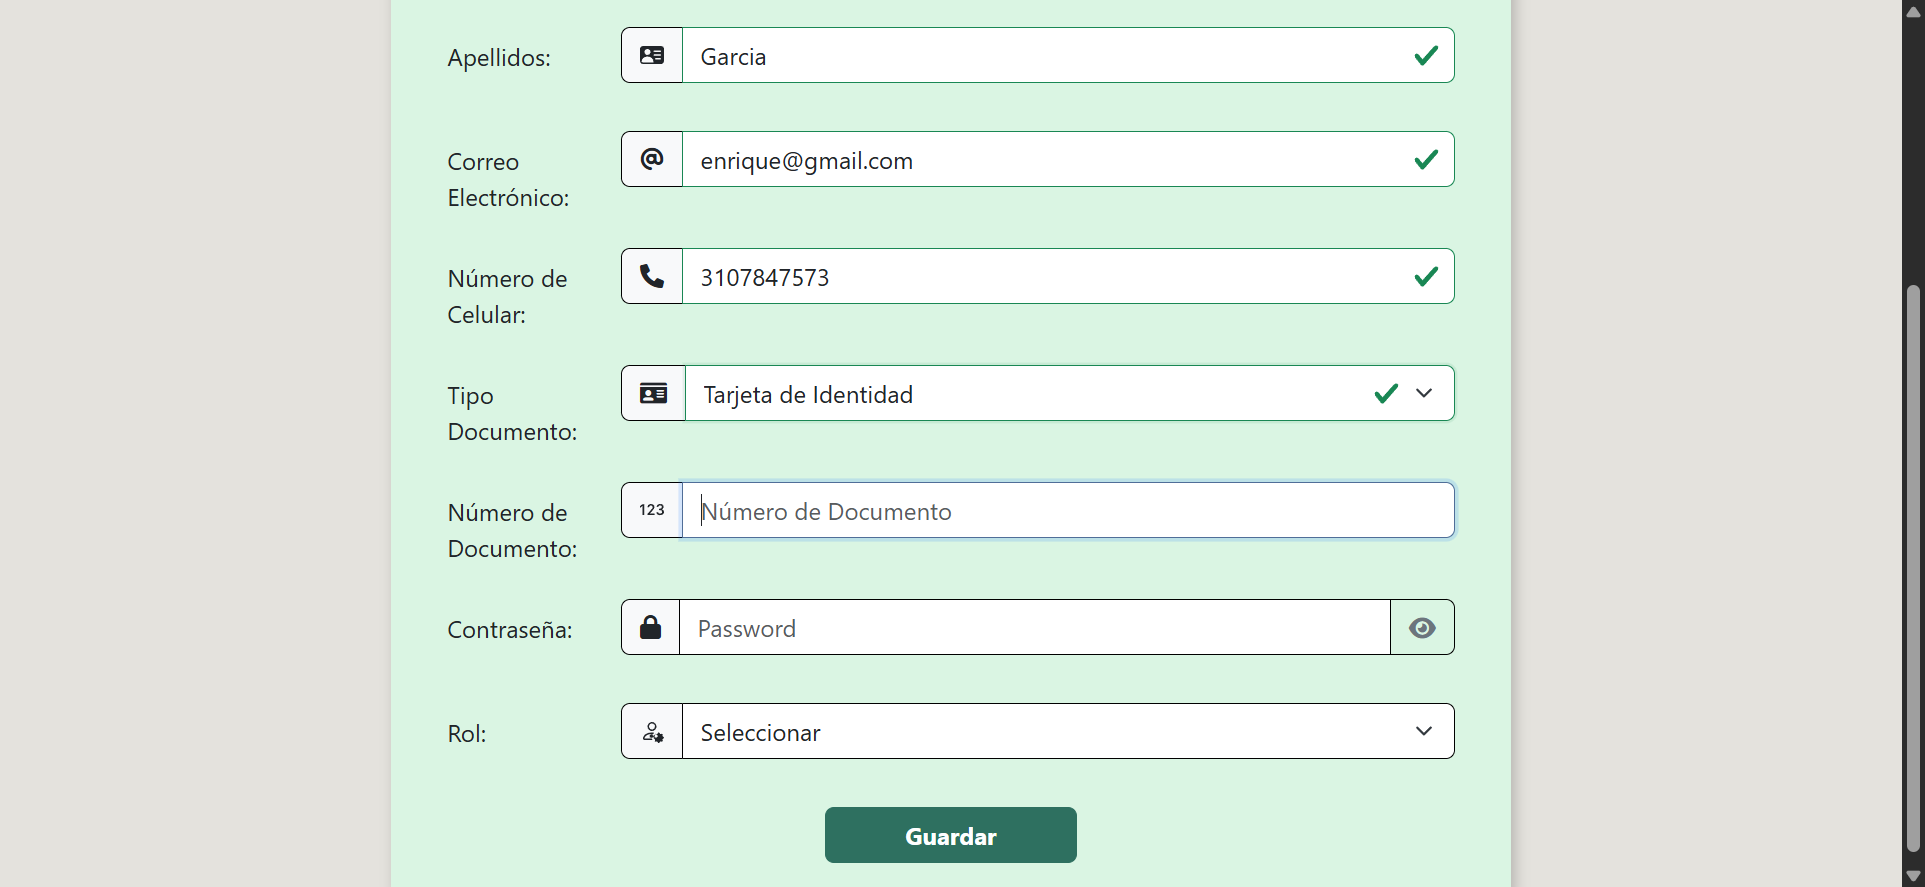 Apellidos:
Garcia
Correo
Electrónico:
@
enrique@gmail.com
Número de
Celular:
3107847573
Tipo
Documento:
Tarjeta de Identidad
Número de
Documento:
123
Número de Documento
Contraseña:
Password
Rol:
Seleccionar
Guardar